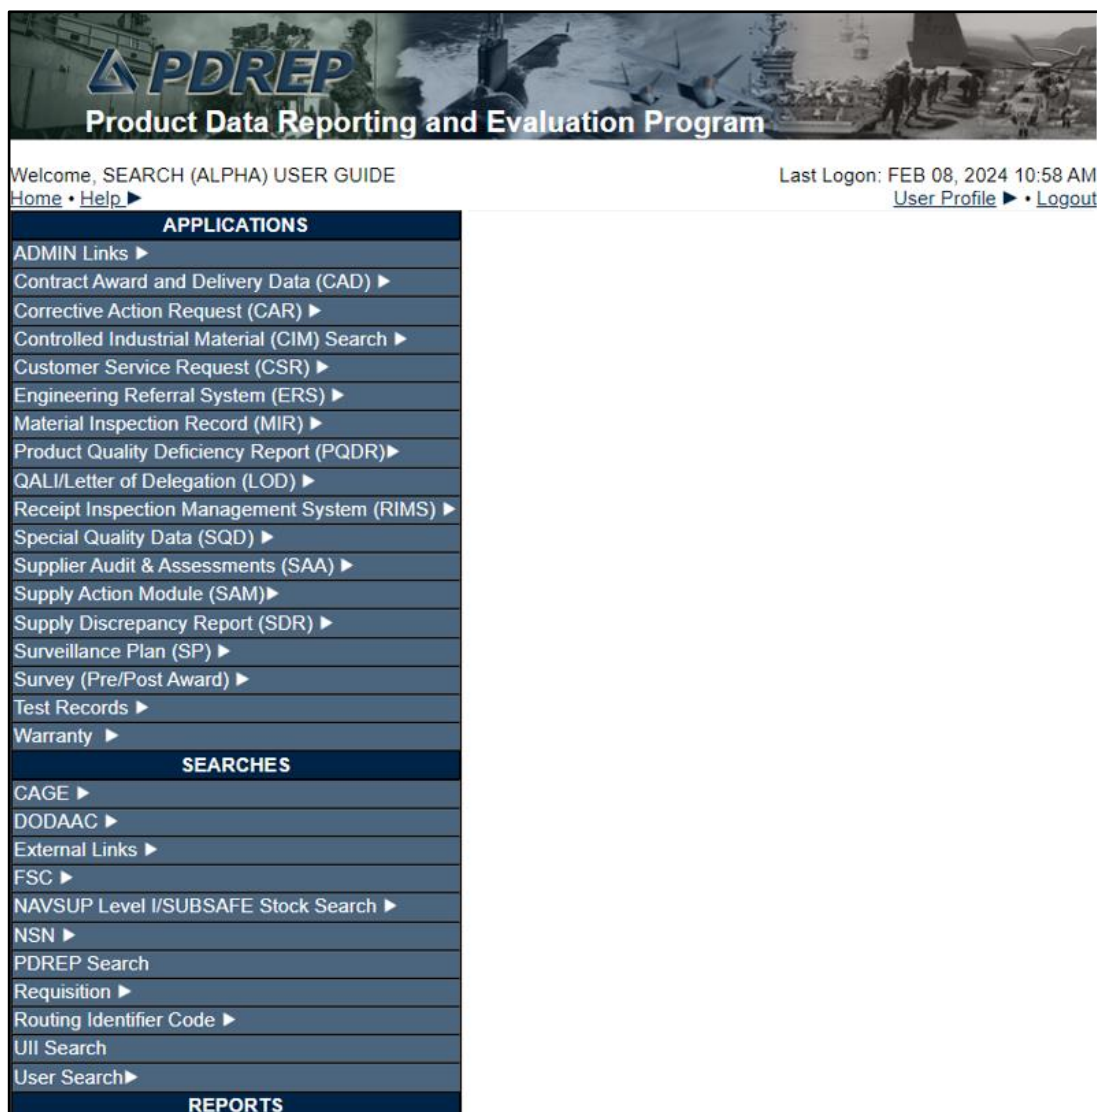 PDREP
Product Data Reporting and Evaluation Program
Welcome, SEARCH (ALPHA) USER GUIDE
Last Logon: FEB 08, 2024 10:58 AM
Home • Help ▶
User Profile ▶ • Logout
APPLICATIONS
ADMIN Links ▶
Contract Award and Delivery Data (CAD) ▶
Corrective Action Request (CAR) ▶
Controlled Industrial Material (CIM) Search ▶
Customer Service Request (CSR) ▶
Engineering Referral System (ERS) ▶
Material Inspection Record (MIR) ▶
Product Quality Deficiency Report (PQDR)▶
QALI/Letter of Delegation (LOD) ▶
Receipt Inspection Management System (RIMS) ▶
Special Quality Data (SQD) ▶
Supplier Audit & Assessments (SAA) ▶
Supply Action Module (SAM)▶
Supply Discrepancy Report (SDR) ▶
Surveillance Plan (SP) ▶
Survey (Pre/Post Award) ▶
Test Records ▶
Warranty ▶
SEARCHES
CAGE ▶
DODAAC ▶
External Links ▶
FSC ▶
NAVSUP Level I/SUBSAFE Stock Search ▶
NSN ▶
PDREP Search
Requisition ▶
Routing Identifier Code ▶
UII Search
User Search▶
REPORTS